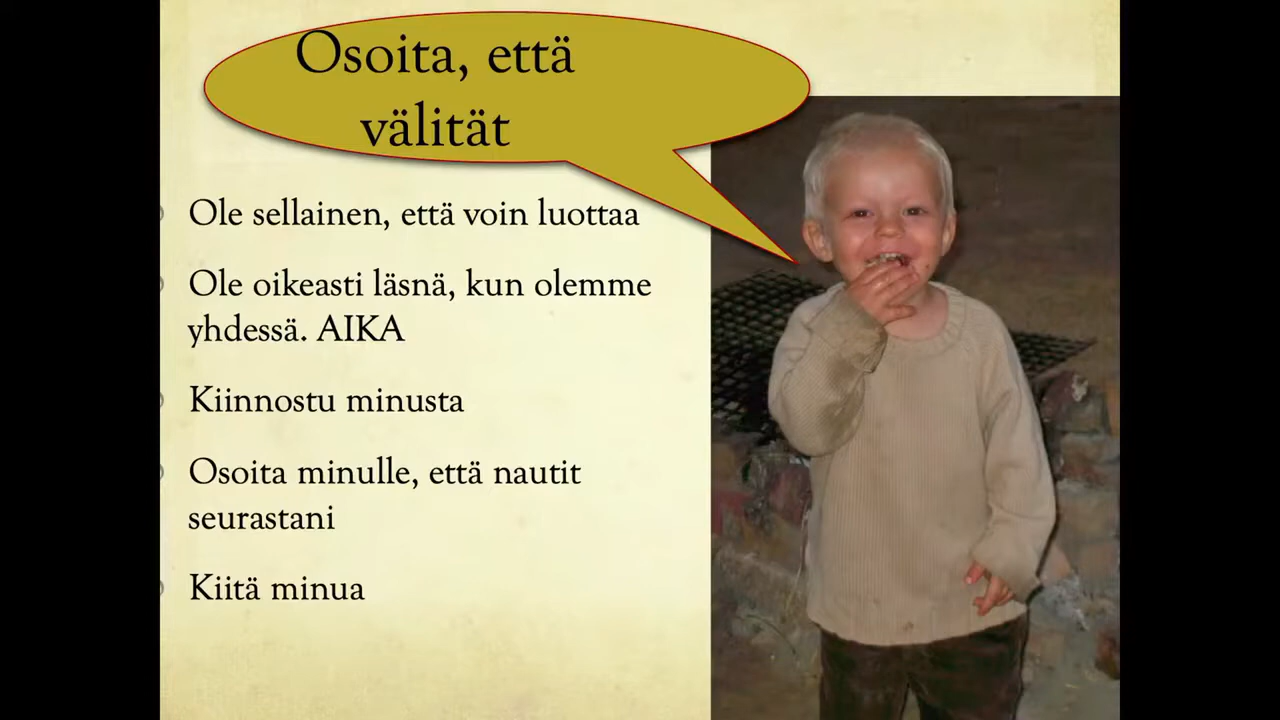 Osoita, että
välität
Ole sellainen, että voin luottaa
Ole oikeasti läsnä, kun olemme
yhdessä. AIKA
Kiinnostu minusta
Osoita minulle, että nautit
seurastani
Kiitä minua